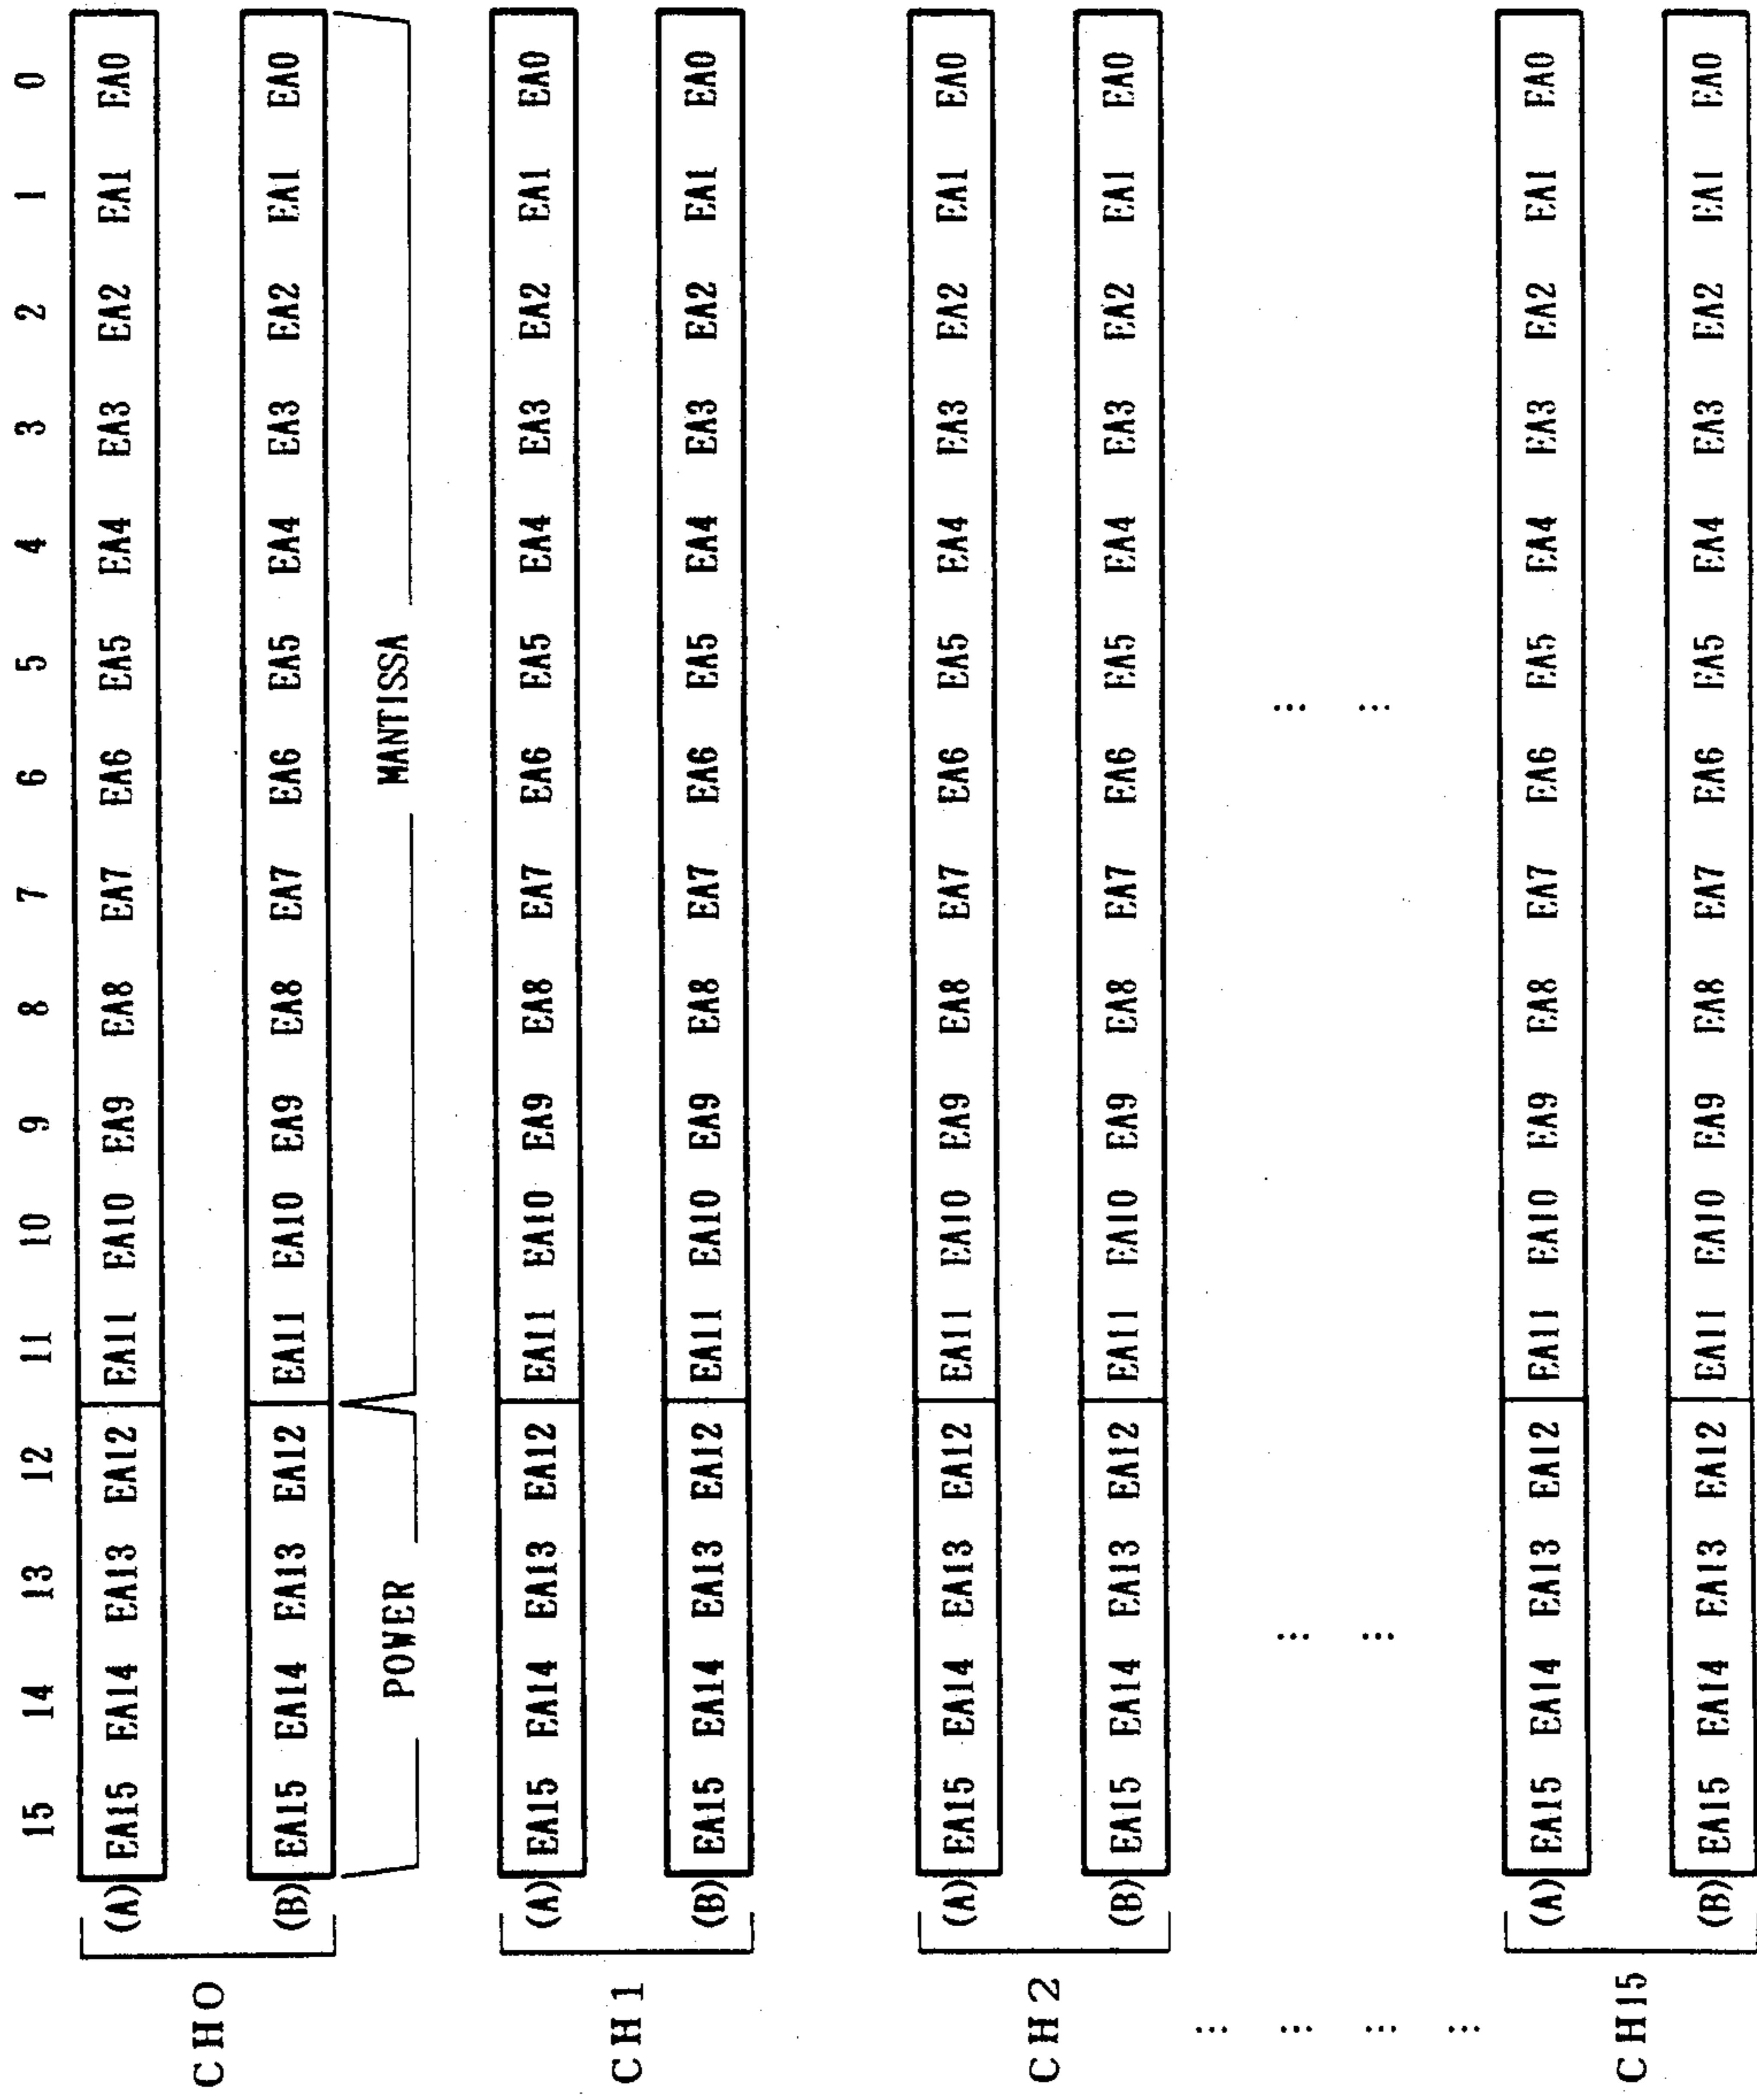 15 14 13 12 11 10 9 8 7 6 5 4 3 2 1 0
CH0
(A) EA15 EA14 EA13 EA12 EA11 EA10 EA9 EA8 EA7 EA6 EA5 EA4 EA3 EA2 EA1 EA0
(B) EA15 EA14 EA13 EA12 EA11 EA10 EA9 EA8 EA7 EA6 EA5 EA4 EA3 EA2 EA1 EA0
POWER MANTISSA
CH1
(A) EA15 EA14 EA13 EA12 EA11 EA10 EA9 EA8 EA7 EA6 EA5 EA4 EA3 EA2 EA1 EA0
(B) EA15 EA14 EA13 EA12 EA11 EA10 EA9 EA8 EA7 EA6 EA5 EA4 EA3 EA2 EA1 EA0
CH2
(A) EA15 EA14 EA13 EA12 EA11 EA10 EA9 EA8 EA7 EA6 EA5 EA4 EA3 EA2 EA1 EA0
(B) EA15 EA14 EA13 EA12 EA11 EA10 EA9 EA8 EA7 EA6 EA5 EA4 EA3 EA2 EA1 EA0
⋮
⋮ ⋮ ⋮
⋮ ⋮ ⋮
⋮
CH15
(A) EA15 EA14 EA13 EA12 EA11 EA10 EA9 EA8 EA7 EA6 EA5 EA4 EA3 EA2 EA1 EA0
(B) EA15 EA14 EA13 EA12 EA11 EA10 EA9 EA8 EA7 EA6 EA5 EA4 EA3 EA2 EA1 EA0